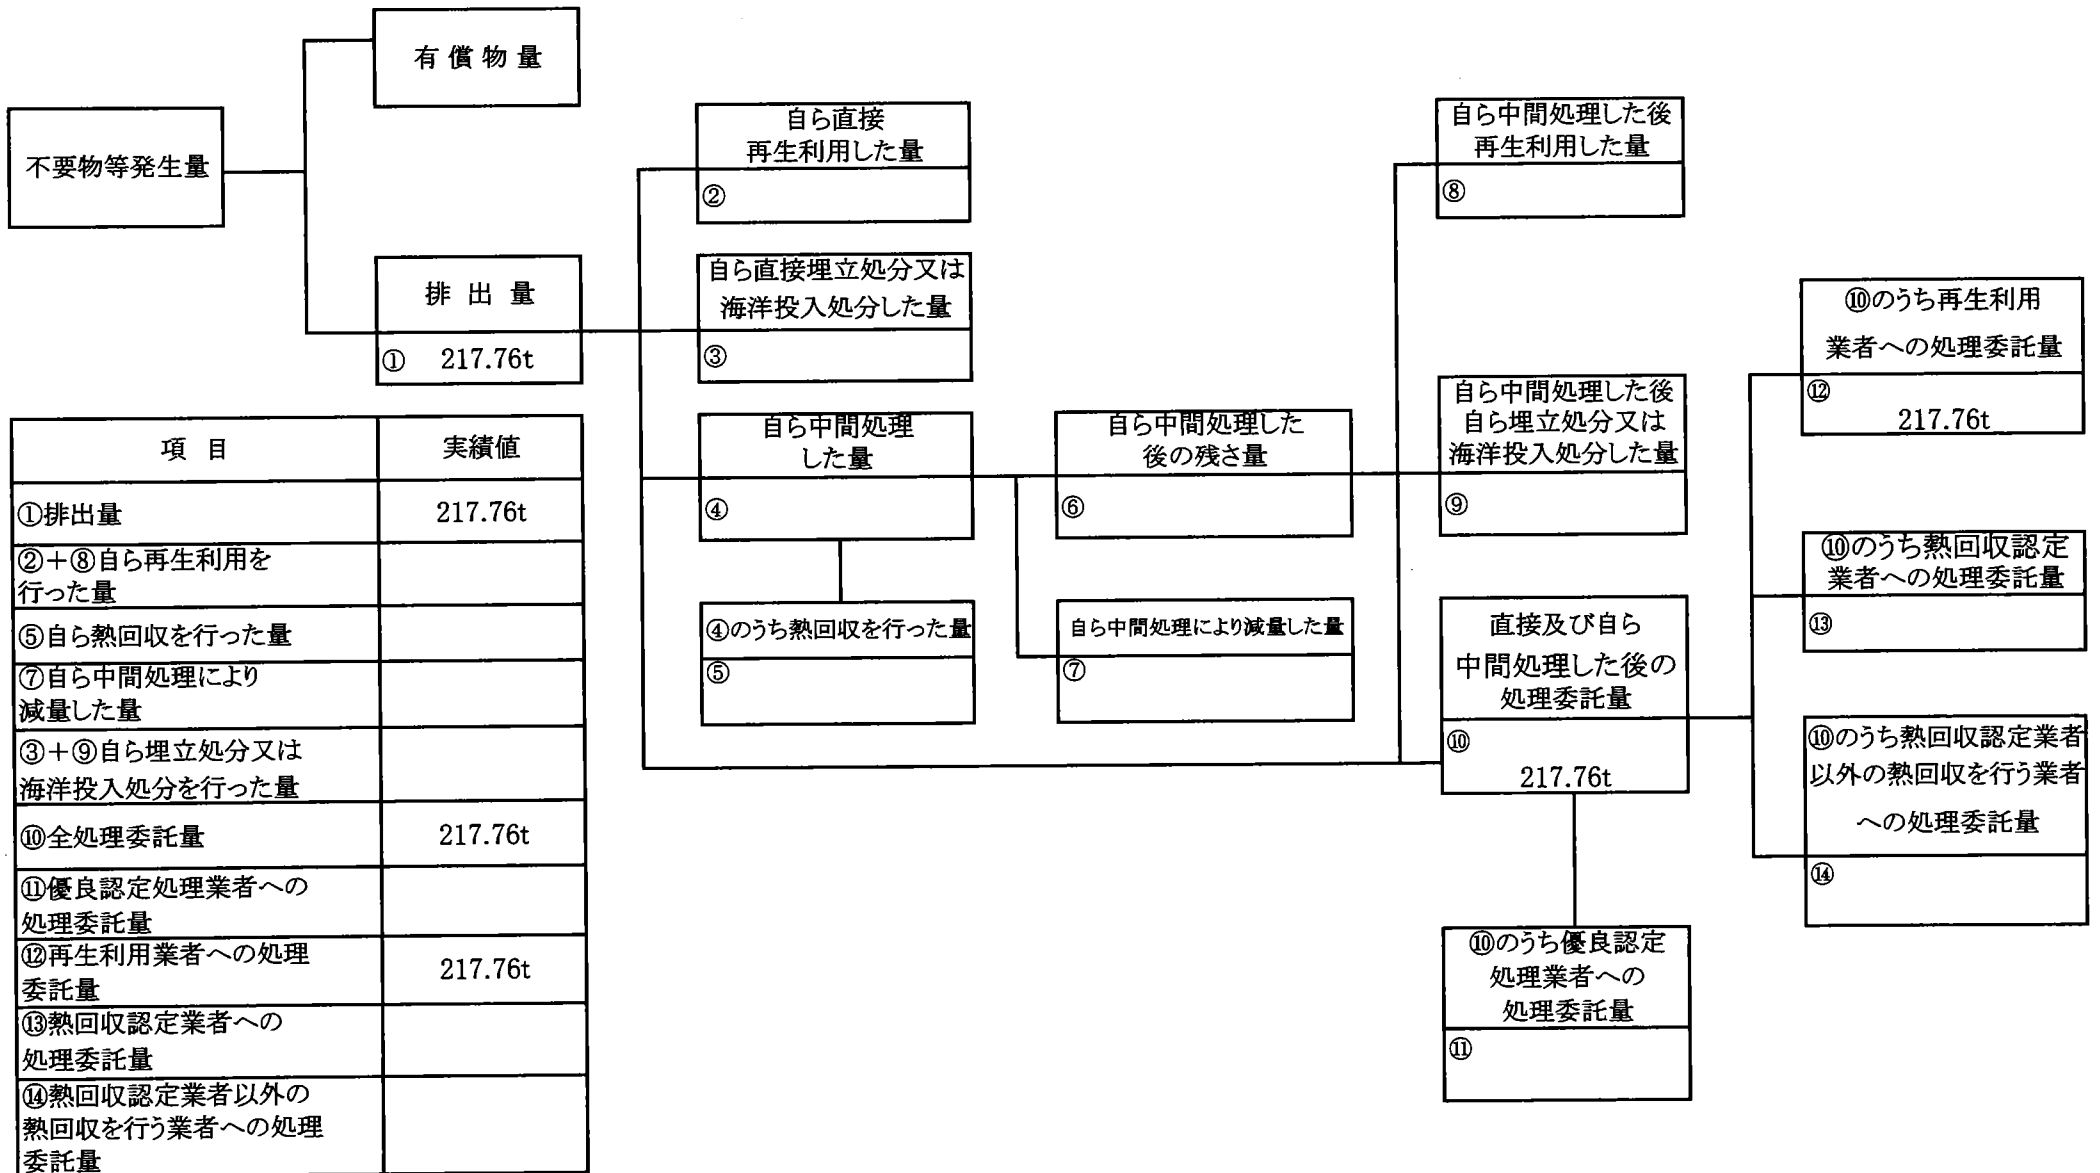 有 償 物 量
不要物等発生量
排 出 量
① 217.76t
自ら直接
再生利用した量
②
自ら直接埋立処分又は
海洋投入処分した量
③
自ら中間処理
した量
④
④のうち熱回収を行った量
⑤
自ら中間処理した
後の残さ量
⑥
自ら中間処理により減量した量
⑦
自ら中間処理した後
再生利用した量
⑧
自ら中間処理した後
自ら埋立処分又は
海洋投入処分した量
⑨
直接及び自ら
中間処理した後の
処理委託量
⑩
217.76t
⑩のうち優良認定
処理業者への
処理委託量
⑪
⑩のうち再生利用
業者への処理委託量
⑫
217.76t
⑩のうち熱回収認定
業者への処理委託量
⑬
⑩のうち熱回収認定業者
以外の熱回収を行う業者
への処理委託量
⑭
項 目 実績値
①排出量 217.76t
②+⑧自ら再生利用を
行った量
⑤自ら熱回収を行った量
⑦自ら中間処理により
減量した量
③+⑨自ら埋立処分又は
海洋投入処分を行った量
⑩全処理委託量 217.76t
⑪優良認定処理業者への
処理委託量
⑫再生利用業者への処理
委託量 217.76t
⑬熱回収認定業者への
処理委託量
⑭熱回収認定業者以外の
熱回収を行う業者への処理
委託量